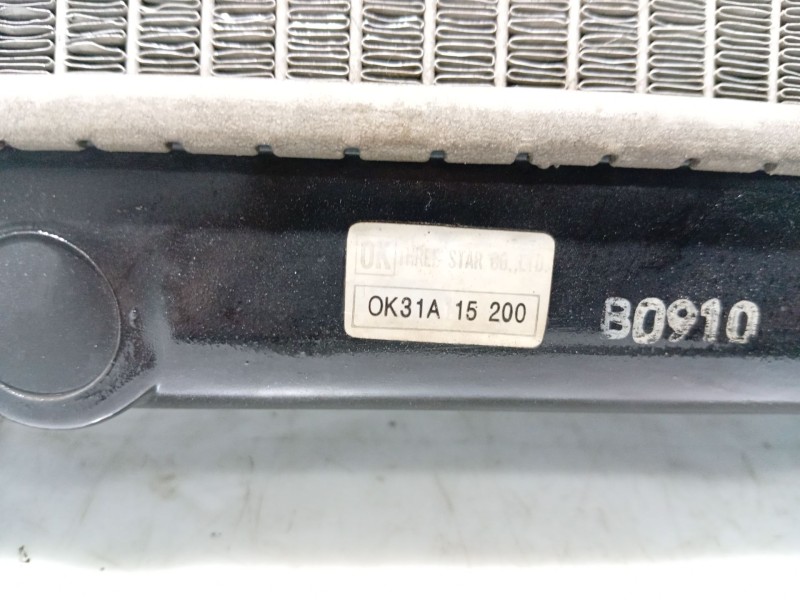 OK THREE STAR CO.,LTD.
OK31A 15 200
B0910